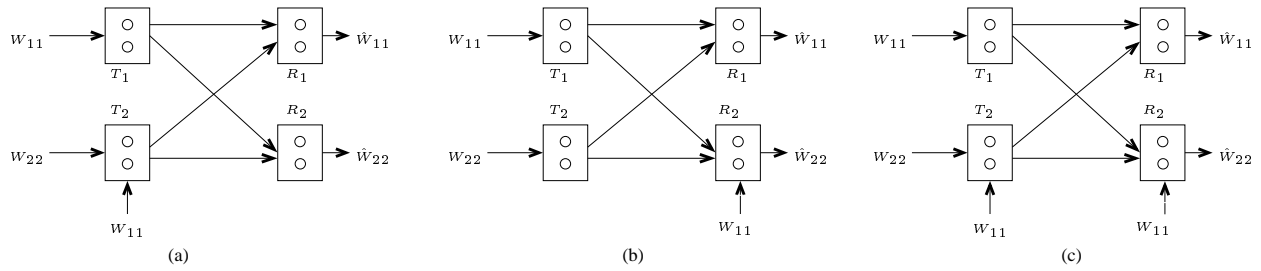 W11 T1 R1 Ŵ11
W22 T2 R2 Ŵ22
W11
(a)
W11 T1 R1 Ŵ11
W22 T2 R2 Ŵ22
W11
(b)
W11 T1 R1 Ŵ11
W22 T2 R2 Ŵ22
W11 W11
(c)